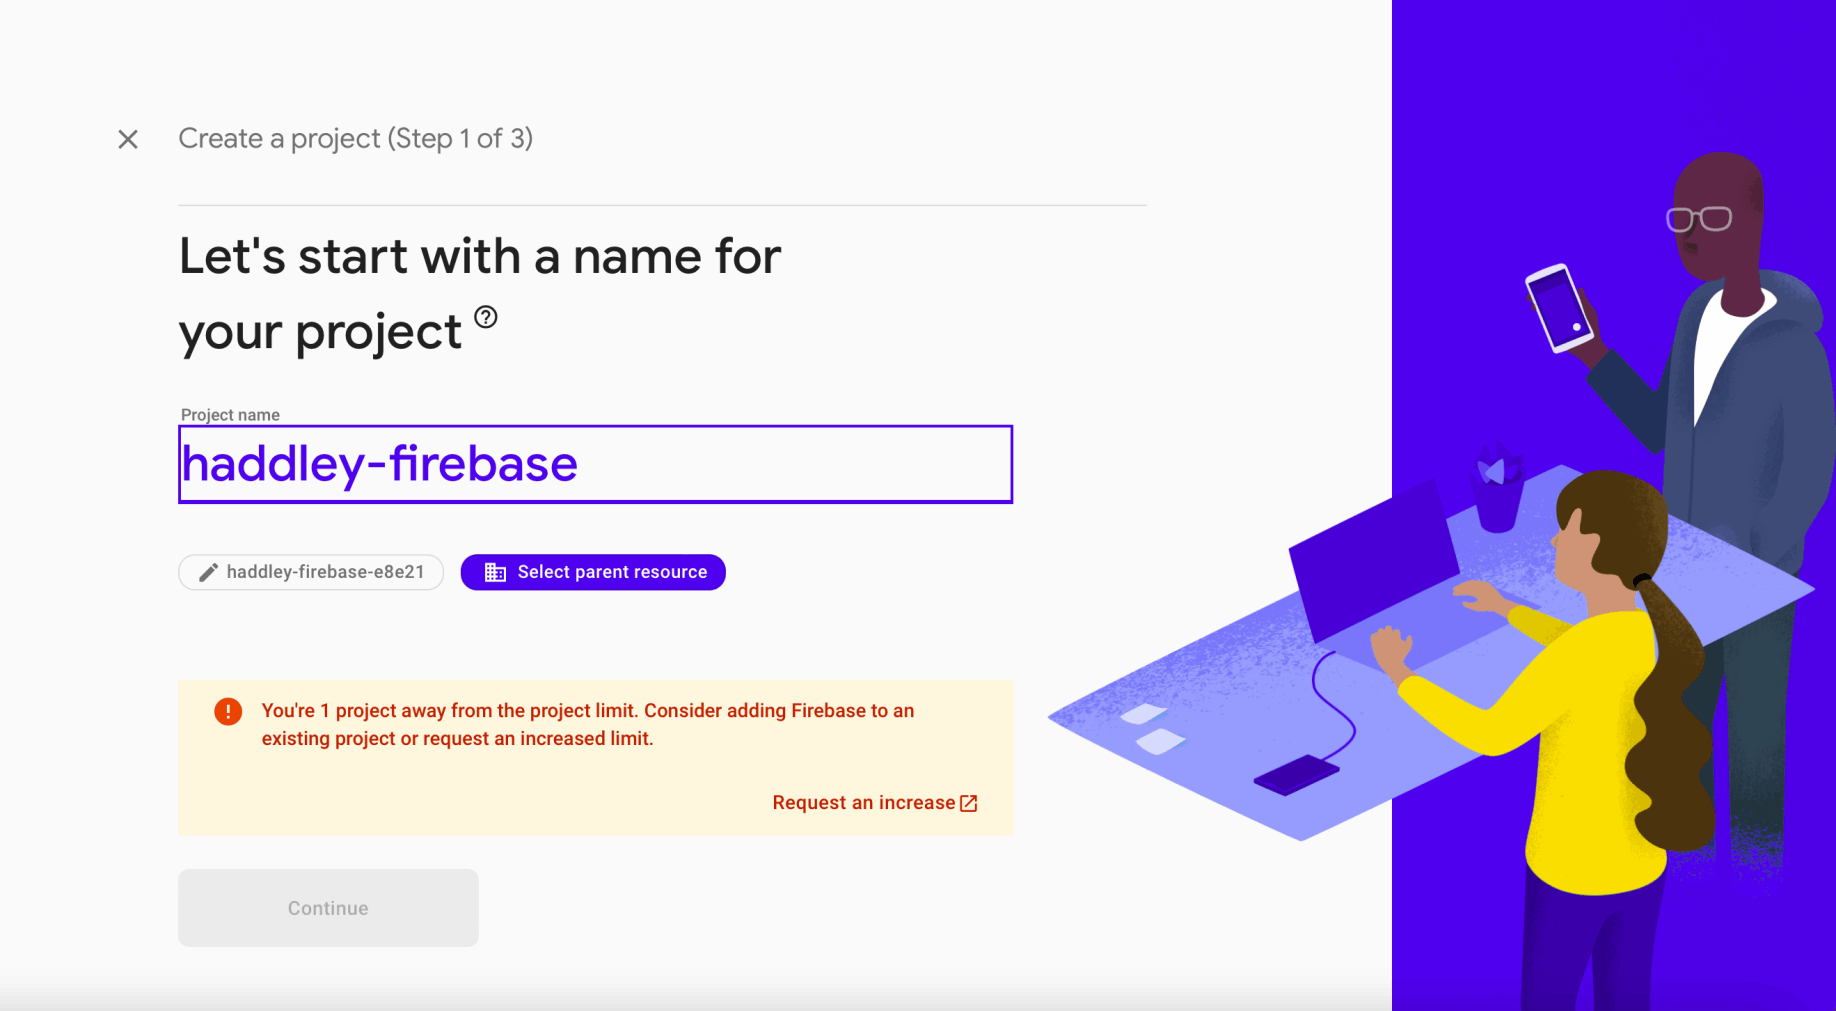 Create a project (Step 1 of 3)
Let's start with a name for
your project
Project name
haddley-firebase
haddley-firebase-e8e21
Select parent resource
You're 1 project away from the project limit. Consider adding Firebase to an
existing project or request an increased limit.
Request an increase
Continue